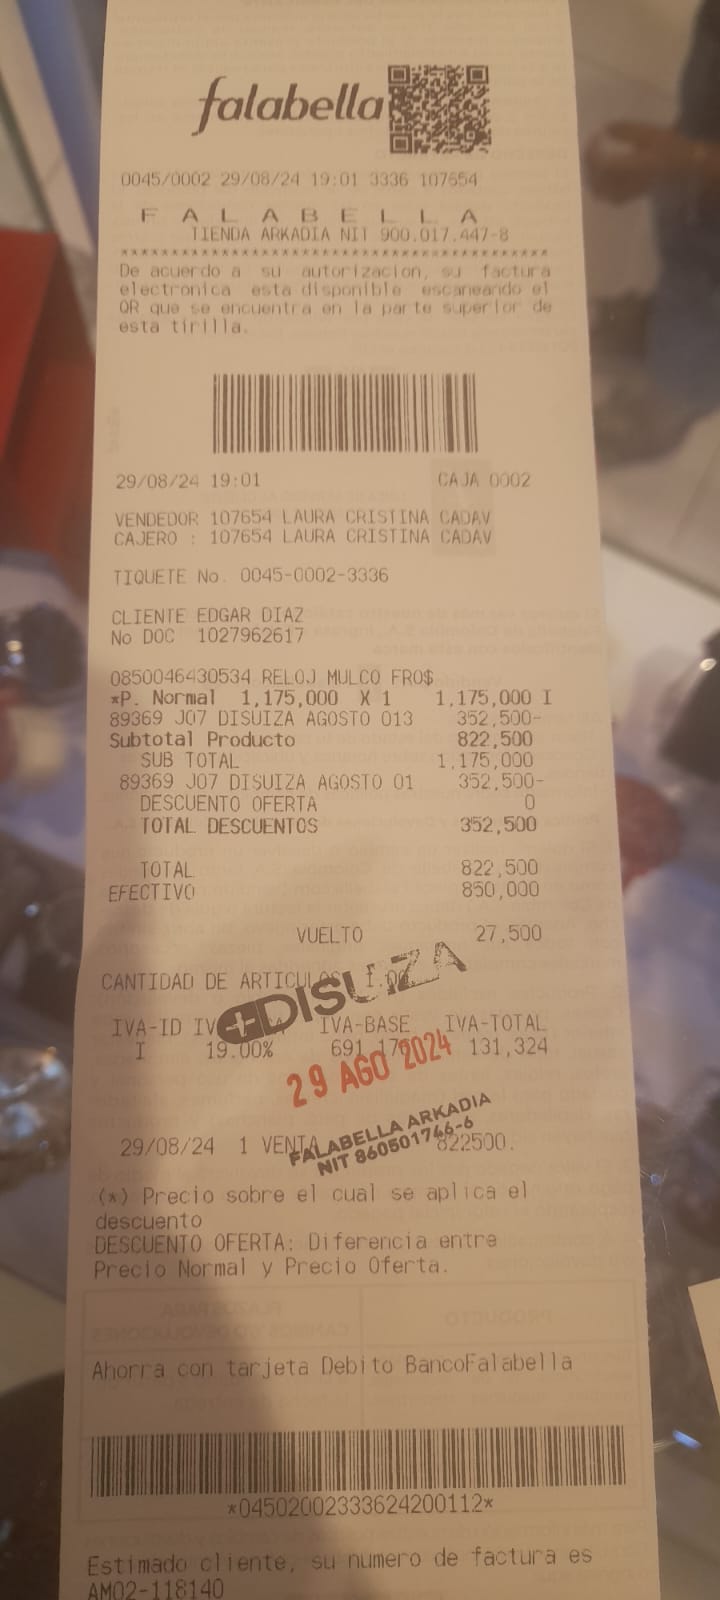 falabella
0045/0002 29/08/24 19:01 3336 107654
F A L A B E L L A
TIENDA ARKADIA NIT 900.017.447-8
De acuerdo a su autorizacion, su factura
electronica esta disponible escaneando el
QR que se encuentra en la parte superior de
esta tirilla.
29/08/24 19:01 CAJA 0002
VENDEDOR 107654 LAURA CRISTINA CADAV
CAJERO : 107654 LAURA CRISTINA CADAV
TIQUETE No. 0045-0002-3336
CLIENTE EDGAR DIAZ
No DOC 1027962617
0850046430534 RELOJ MULCO FRO$
*P. Normal 1,175,000 X 1 1,175,000 I
89369 J07 DISUIZA AGOSTO 013 352,500-
Subtotal Producto 822,500
SUB TOTAL 1,175,000
89369 J07 DISUIZA AGOSTO 01 352,500-
DESCUENTO OFERTA 0
TOTAL DESCUENTOS 352,500
TOTAL 822,500
EFECTIVO 850,000
VUELTO 27,500
CANTIDAD DE ARTICULOS 1.00
DISUIZA
IVA-ID IVA-BASE IVA-TOTAL
I 19.00% 131,324
29 AGO 2024
FALABELLA ARKADIA
NIT 860501746-6
29/08/24 1 VENTA 822500.
(*) Precio sobre el cual se aplica el
descuento
DESCUENTO OFERTA: Diferencia entre
Precio Normal y Precio Oferta.
Ahorra con tarjeta Debito BancoFalabella
*04502002333624200112*
Estimado cliente, su numero de factura es
AM02-118140